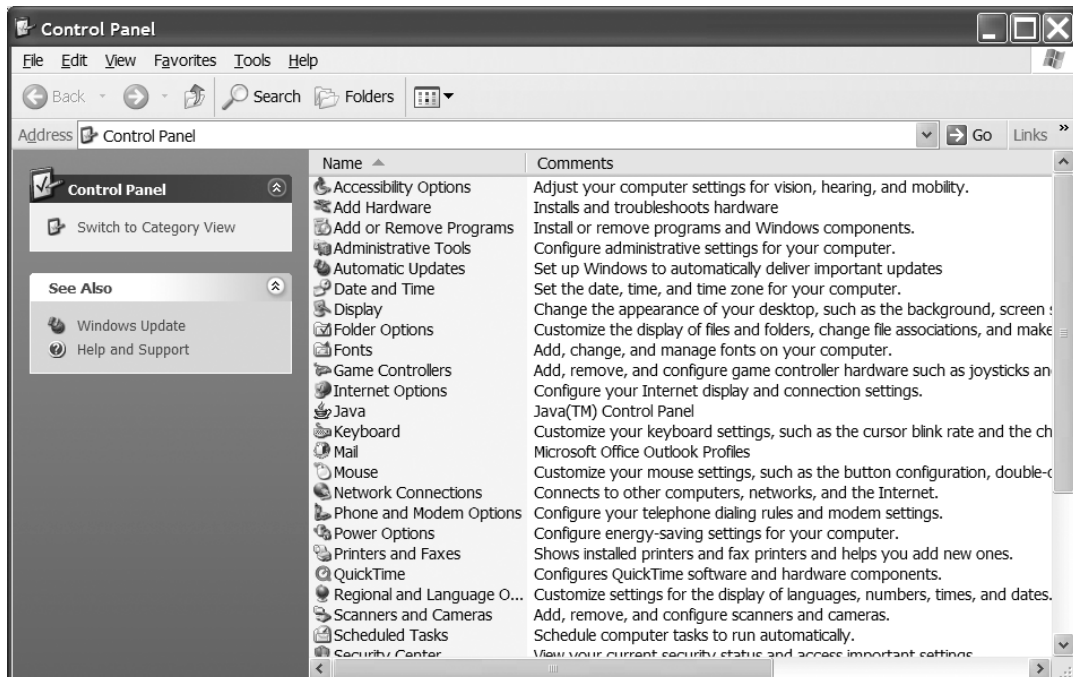 Control Panel
File Edit View Favorites Tools Help
Back Search Folders
Address Control Panel Go Links »
Control Panel
Switch to Category View
See Also
Windows Update
Help and Support
Name Comments
Accessibility Options Adjust your computer settings for vision, hearing, and mobility.
Add Hardware Installs and troubleshoots hardware
Add or Remove Programs Install or remove programs and Windows components.
Administrative Tools Configure administrative settings for your computer.
Automatic Updates Set up Windows to automatically deliver important updates
Date and Time Set the date, time, and time zone for your computer.
Display Change the appearance of your desktop, such as the background, screen
Folder Options Customize the display of files and folders, change file associations, and make
Fonts Add, change, and manage fonts on your computer.
Game Controllers Add, remove, and configure game controller hardware such as joysticks an
Internet Options Configure your Internet display and connection settings.
Java Java(TM) Control Panel
Keyboard Customize your keyboard settings, such as the cursor blink rate and the ch
Mail Microsoft Office Outlook Profiles
Mouse Customize your mouse settings, such as the button configuration, double-c
Network Connections Connects to other computers, networks, and the Internet.
Phone and Modem Options Configure your telephone dialing rules and modem settings.
Power Options Configure energy-saving settings for your computer.
Printers and Faxes Shows installed printers and fax printers and helps you add new ones.
QuickTime Configures QuickTime software and hardware components.
Regional and Language O... Customize settings for the display of languages, numbers, times, and dates.
Scanners and Cameras Add, remove, and configure scanners and cameras.
Scheduled Tasks Schedule computer tasks to run automatically.
Security Center View your current security status and access important settings